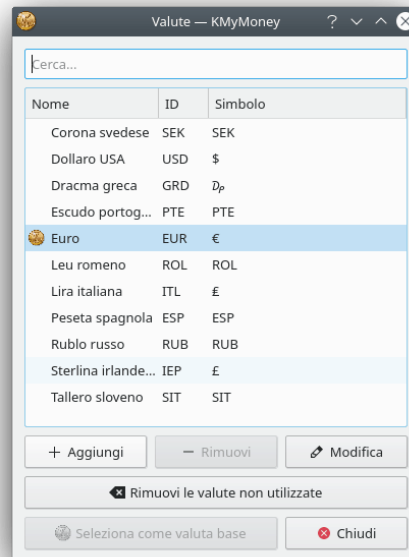 Valute — KMyMoney
Cerca...
Nome ID Simbolo
Corona svedese SEK SEK
Dollaro USA USD $
Dracma greca GRD ₯
Escudo portog... PTE PTE
Euro EUR €
Leu romeno ROL ROL
Lira italiana ITL ₤
Peseta spagnola ESP ESP
Rublo russo RUB RUB
Sterlina irlande... IEP £
Tallero sloveno SIT SIT
+ Aggiungi − Rimuovi Modifica
Rimuovi le valute non utilizzate
Seleziona come valuta base Chiudi